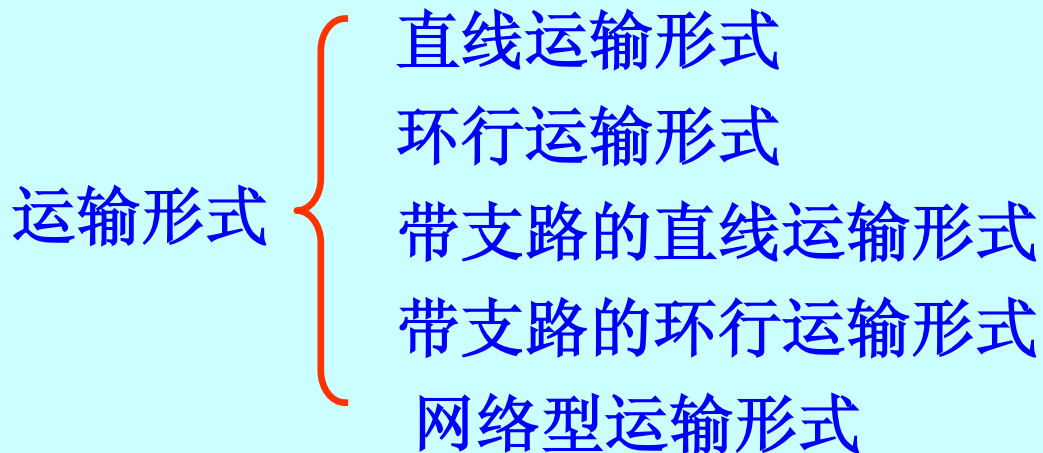 直线运输形式
环行运输形式
运输形式
带支路的直线运输形式
带支路的环行运输形式
网络型运输形式